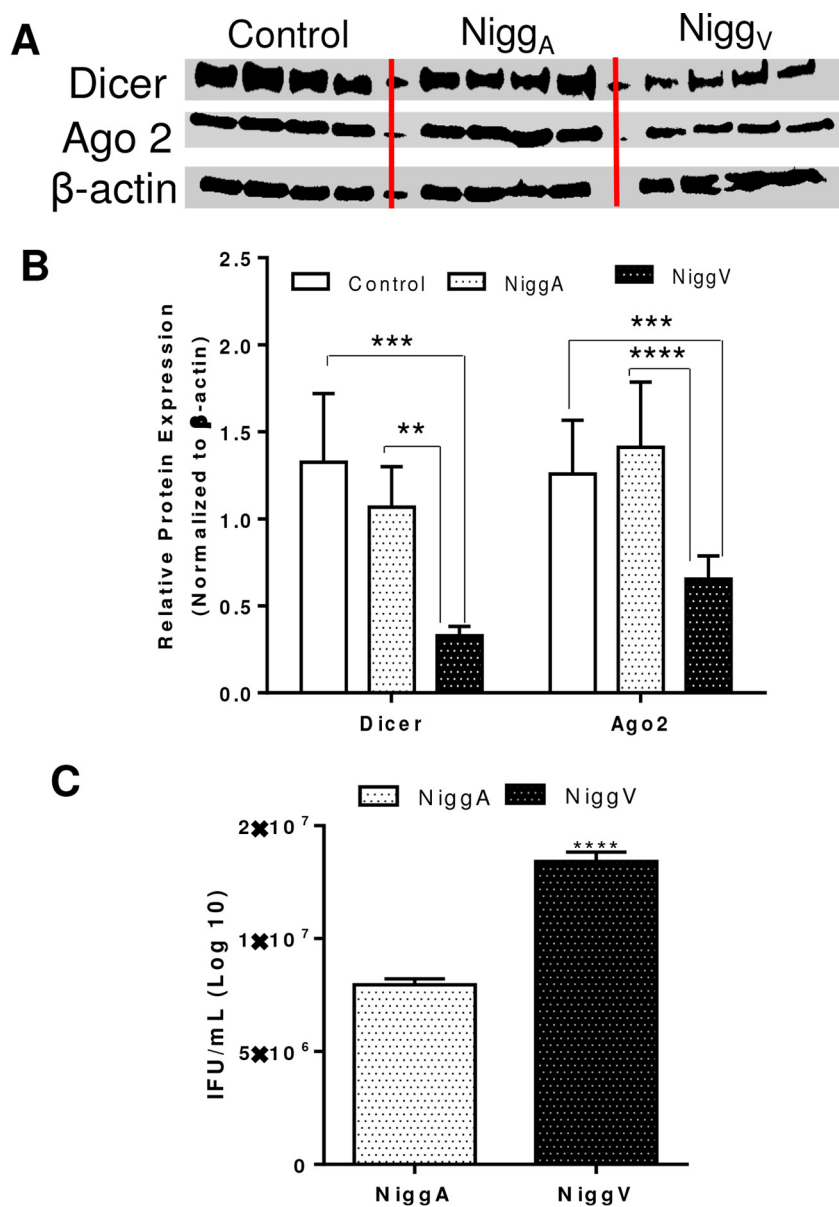 A
Control NiggA NiggV
Dicer
Ago 2
β-actin
B
Relative Protein Expression
(Normalized to β-actin)
2.5
2.0
1.5
1.0
0.5
0.0
Control NiggA NiggV
***
**
***
****
Dicer Ago2
C
NiggA NiggV
IFU/mL (Log 10)
2✖10⁷
1✖10⁷
5✖10⁶
0
****
NiggA NiggV